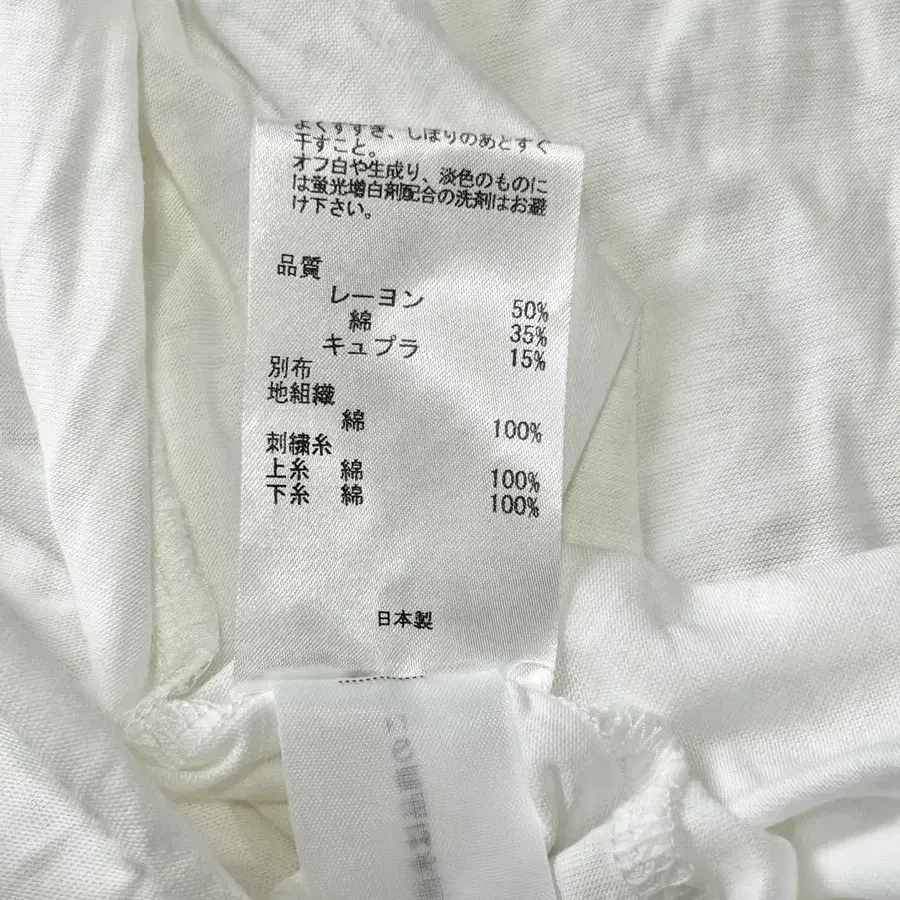 よくすすぎ、しぼりのあとすぐ
干すこと。
オフ白や生成り、淡色のものに
は蛍光増白剤配合の洗剤はお避
け下さい。
品質
レーヨン 50%
綿 35%
キュプラ 15%
別布
地組織
綿 100%
刺繍糸
上糸 綿 100%
下糸 綿 100%
日本製